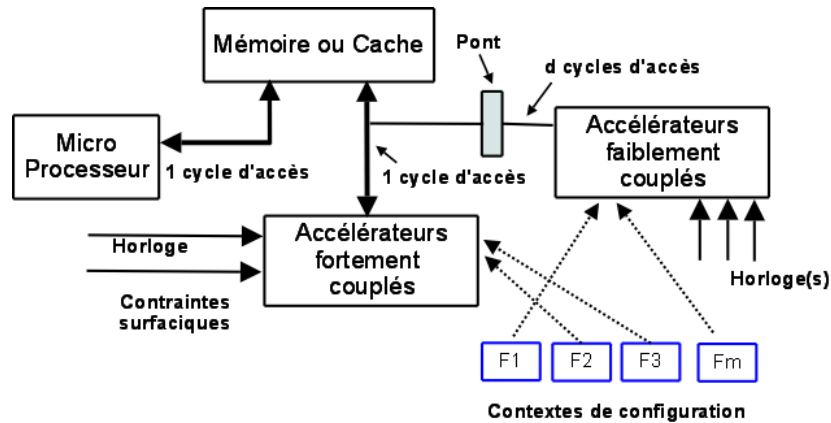 Mémoire ou Cache
Pont
d cycles d'accès
Micro
Processeur
1 cycle d'accès
1 cycle d'accès
Accélérateurs
faiblement
couplés
Horloge
Accélérateurs
fortement
couplés
Contraintes
surfaciques
Horloge(s)
F1
F2
F3
Fm
Contextes de configuration